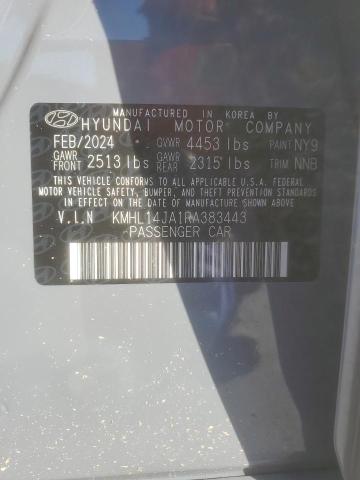 MANUFACTURED IN KOREA BY
HYUNDAI MOTOR COMPANY
FEB/2024 GVWR 4453 lbs PAINT NY9
GAWR FRONT 2513 lbs GAWR REAR 2315 lbs TRIM NNB
THIS VEHICLE CONFORMS TO ALL APPLICABLE U.S.A. FEDERAL
MOTOR VEHICLE SAFETY, BUMPER, AND THEFT PREVENTION STANDARDS
IN EFFECT ON THE DATE OF MANUFACTURE SHOWN ABOVE.
V.I.N KMHL14JA1RA383443
PASSENGER CAR